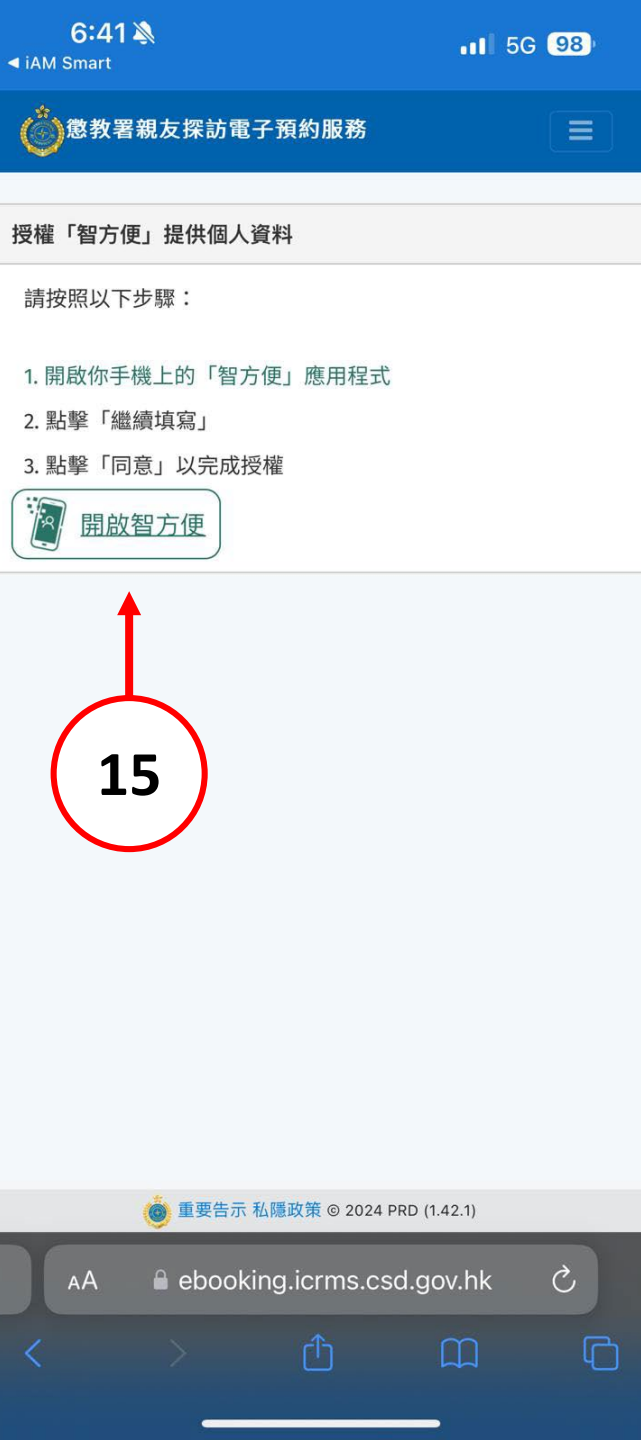 6:41
5G 98
◀ iAM Smart
懲教署親友探訪電子預約服務
授權「智方便」提供個人資料
請按照以下步驟：
1. 開啟你手機上的「智方便」應用程式
2. 點擊「繼續填寫」
3. 點擊「同意」以完成授權
開啟智方便
15
重要告示 私隱政策 © 2024 PRD (1.42.1)
AA ebooking.icrms.csd.gov.hk